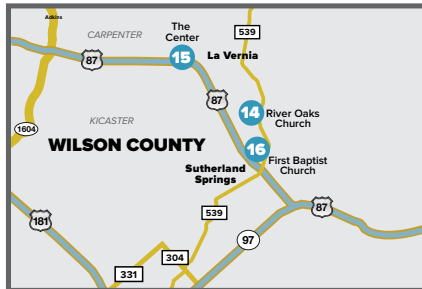 Adkins
CARPENTER
The
Center
15
539
La Vernia
87
87
KICASTER
14
River Oaks
Church
1604
WILSON COUNTY
16
First Baptist
Church
Sutherland
Springs
87
181
539
97
304
331